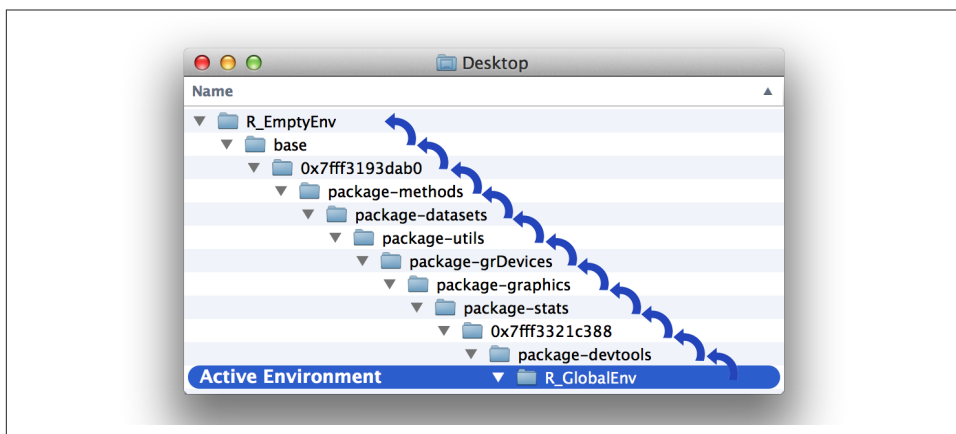 Desktop
Name
R_EmptyEnv
base
0x7fff3193dab0
package-methods
package-datasets
package-utils
package-grDevices
package-graphics
package-stats
0x7fff3321c388
package-devtools
Active Environment R_GlobalEnv